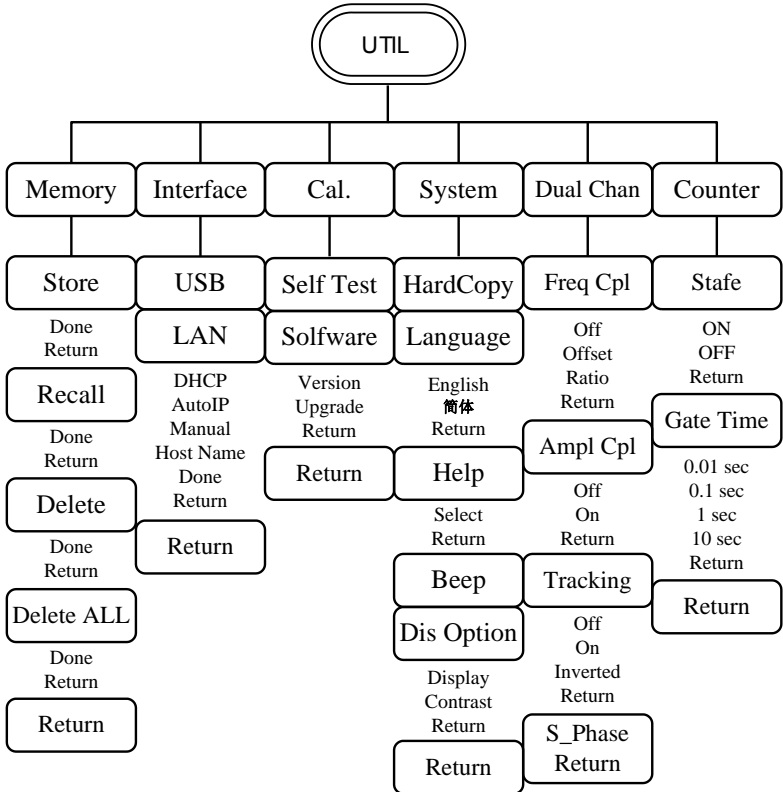 UTIL
Memory
Interface
Cal.
System
Dual Chan
Counter
Store
Done
Return
Recall
Done
Return
Delete
Done
Return
Delete ALL
Done
Return
Return
USB
LAN
DHCP
AutoIP
Manual
Host Name
Done
Return
Return
Self Test
Solfware
Version
Upgrade
Return
Return
HardCopy
Language
English
简体
Return
Help
Select
Return
Beep
Dis Option
Display
Contrast
Return
Return
Freq Cpl
Off
Offset
Ratio
Return
Ampl Cpl
Off
On
Return
Tracking
Off
On
Inverted
Return
S_Phase
Return
Stafe
ON
OFF
Return
Gate Time
0.01 sec
0.1 sec
1 sec
10 sec
Return
Return